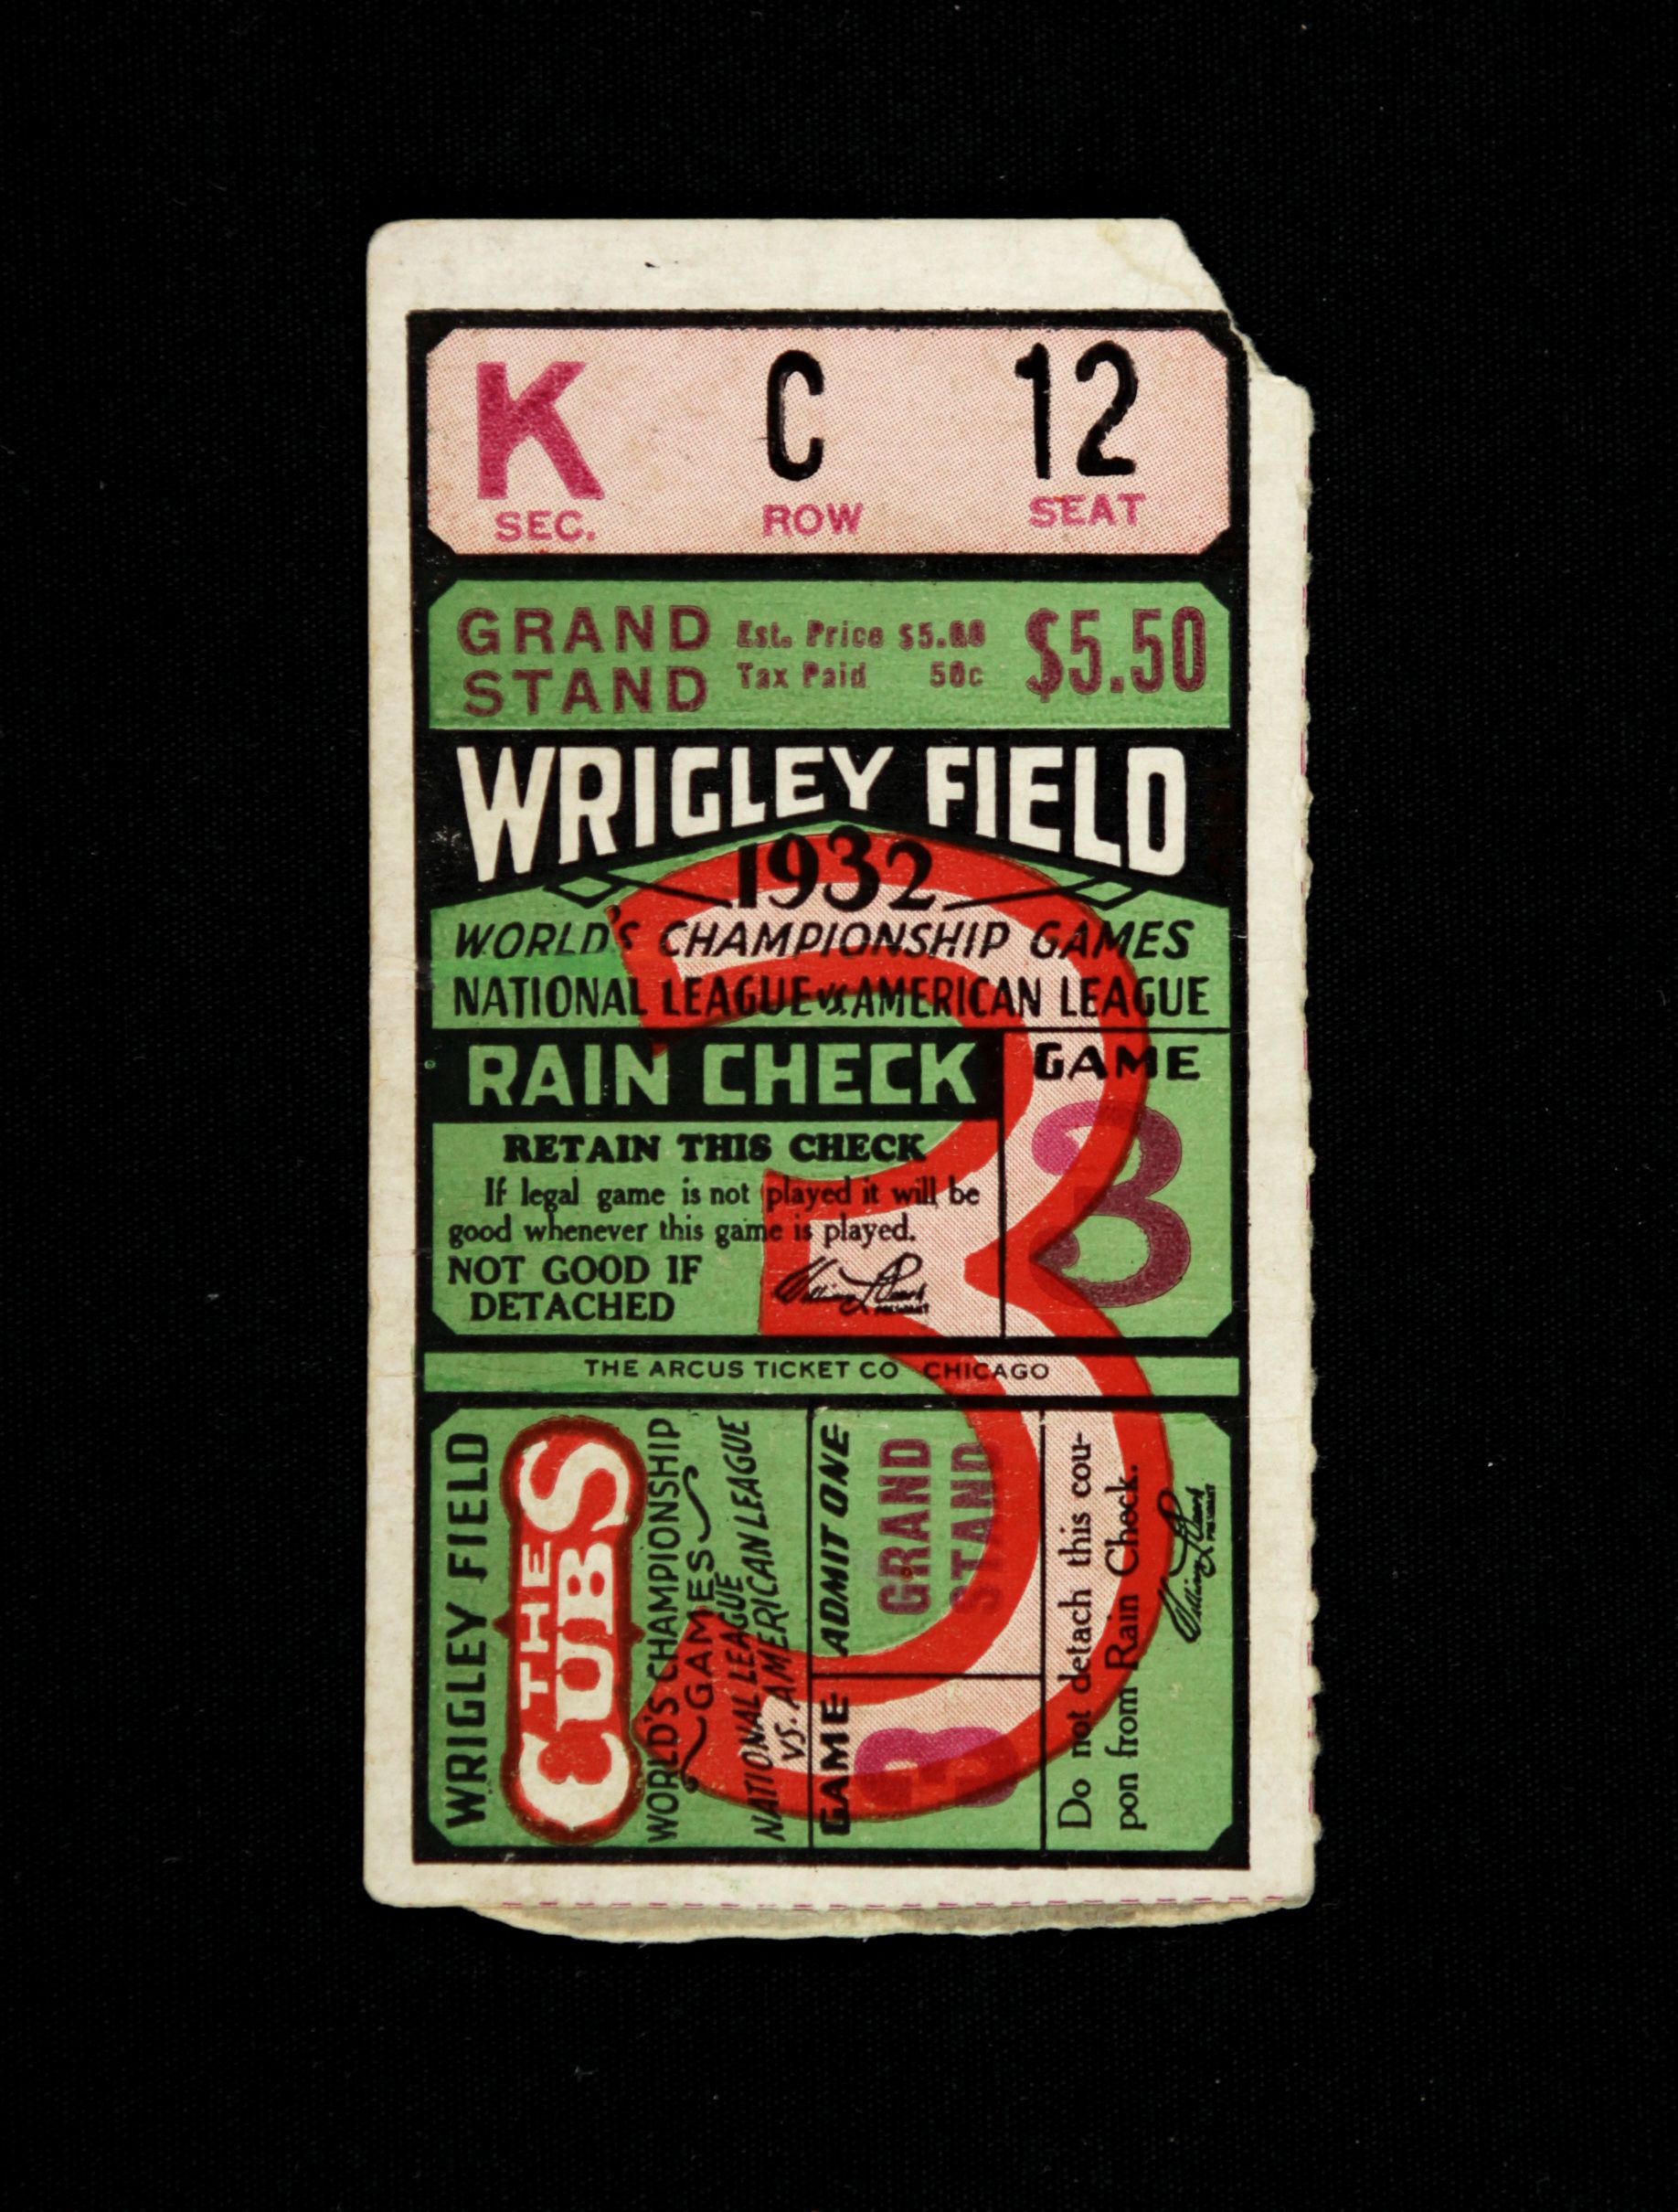 K C 12
SEC. ROW SEAT
GRAND STAND
Est. Price $5.00
Tax Paid 50c
$5.50
WRIGLEY FIELD
1932
WORLD'S CHAMPIONSHIP GAMES
NATIONAL LEAGUE vs. AMERICAN LEAGUE
RAIN CHECK
RETAIN THIS CHECK
If legal game is not played it will be
good whenever this game is played.
NOT GOOD IF
DETACHED
PRESIDENT
GAME
3
3
THE ARCUS TICKET CO CHICAGO
WRIGLEY FIELD
THE
CUBS
WORLD'S CHAMPIONSHIP
GAMES
NATIONAL LEAGUE
VS. AMERICAN LEAGUE
GAME
3
ADMIT ONE
GRAND
STAND
Do not detach this cou-
pon from Rain Check.
PRESIDENT